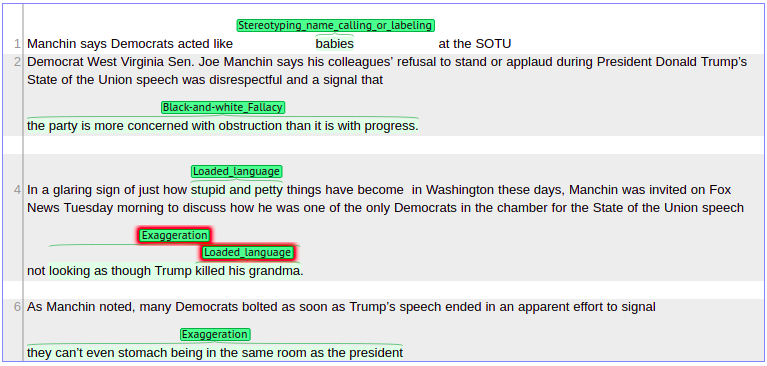 Stereotyping_name_calling_or_labeling
1 Manchin says Democrats acted like babies at the SOTU
2 Democrat West Virginia Sen. Joe Manchin says his colleagues’ refusal to stand or applaud during President Donald Trump’s
State of the Union speech was disrespectful and a signal that
Black-and-white_Fallacy
the party is more concerned with obstruction than it is with progress.
Loaded_language
4 In a glaring sign of just how stupid and petty things have become in Washington these days, Manchin was invited on Fox
News Tuesday morning to discuss how he was one of the only Democrats in the chamber for the State of the Union speech
Exaggeration
Loaded_language
not looking as though Trump killed his grandma.
6 As Manchin noted, many Democrats bolted as soon as Trump’s speech ended in an apparent effort to signal
Exaggeration
they can’t even stomach being in the same room as the president